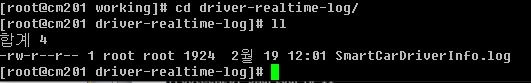 [root@cm201 working]# cd driver-realtime-log/
[root@cm201 driver-realtime-log]# ll
합계 4
-rw-r--r-- 1 root root 1924  2월 19 12:01 SmartCarDriverInfo.log
[root@cm201 driver-realtime-log]#